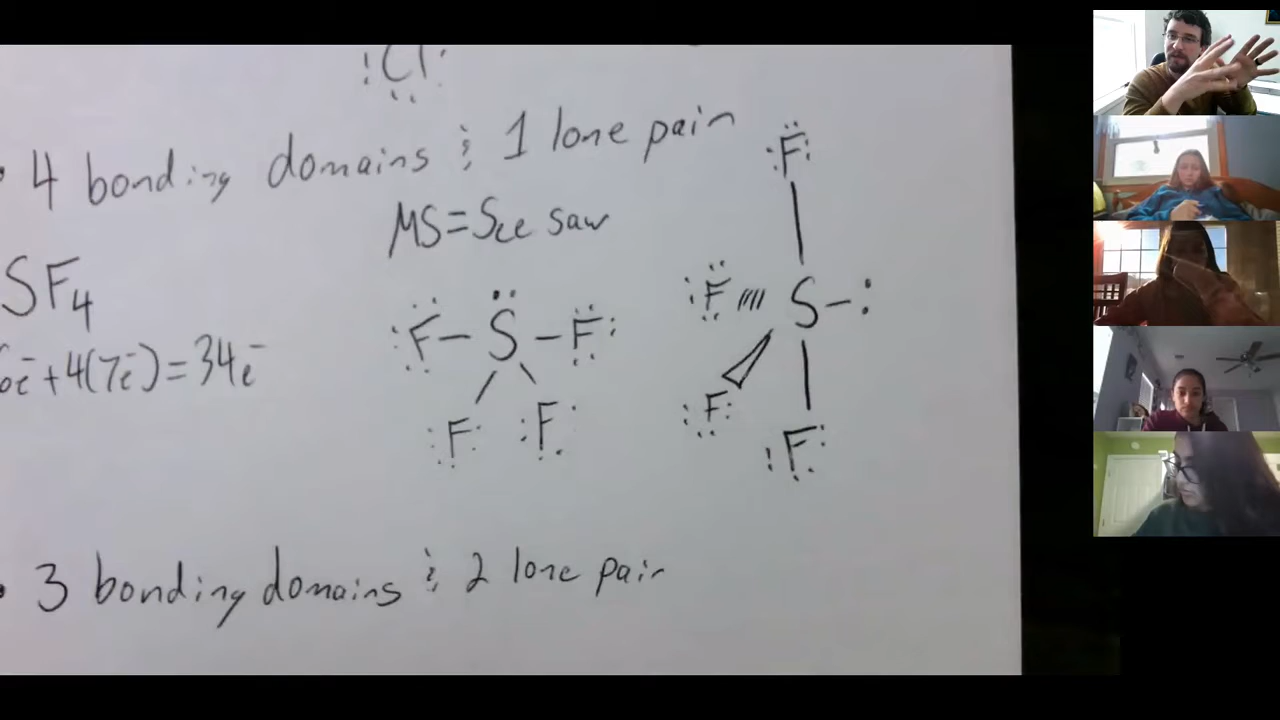 :Cl:
• 4 bonding domains & 1 lone pair
MS = See saw
SF4
6e- + 4(7e-) = 34e-
:F - S - F:
:F: :F:
:F:
:F: S - :
:F:
:F:
• 3 bonding domains & 2 lone pair